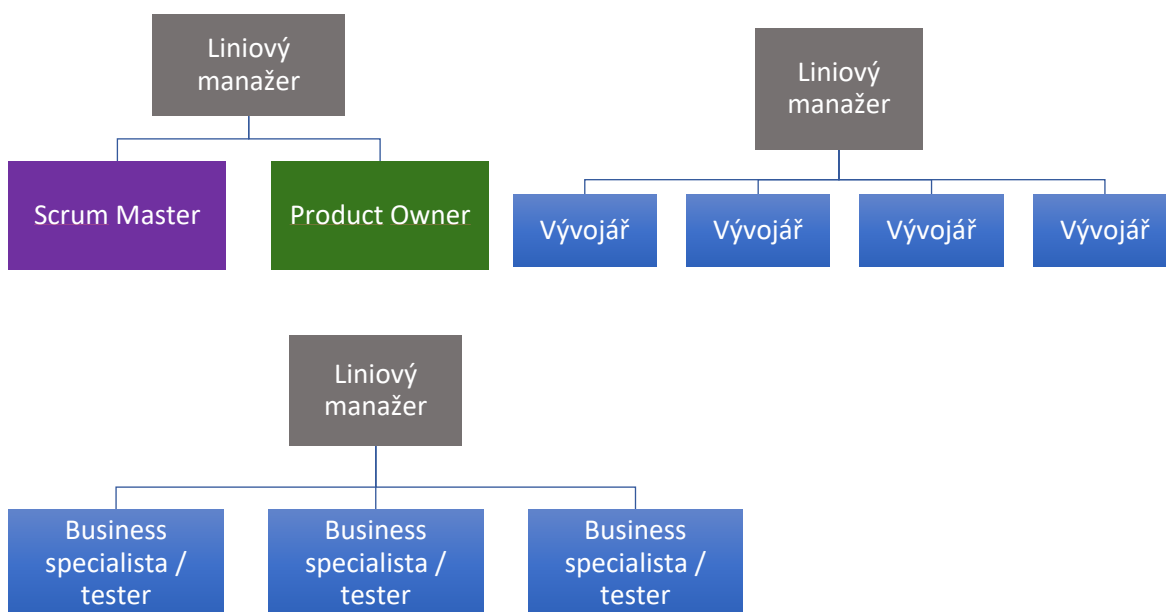 Liniový
manažer
Scrum Master
Product Owner
Liniový
manažer
Vývojář
Vývojář
Vývojář
Vývojář
Liniový
manažer
Business
specialista /
tester
Business
specialista /
tester
Business
specialista /
tester